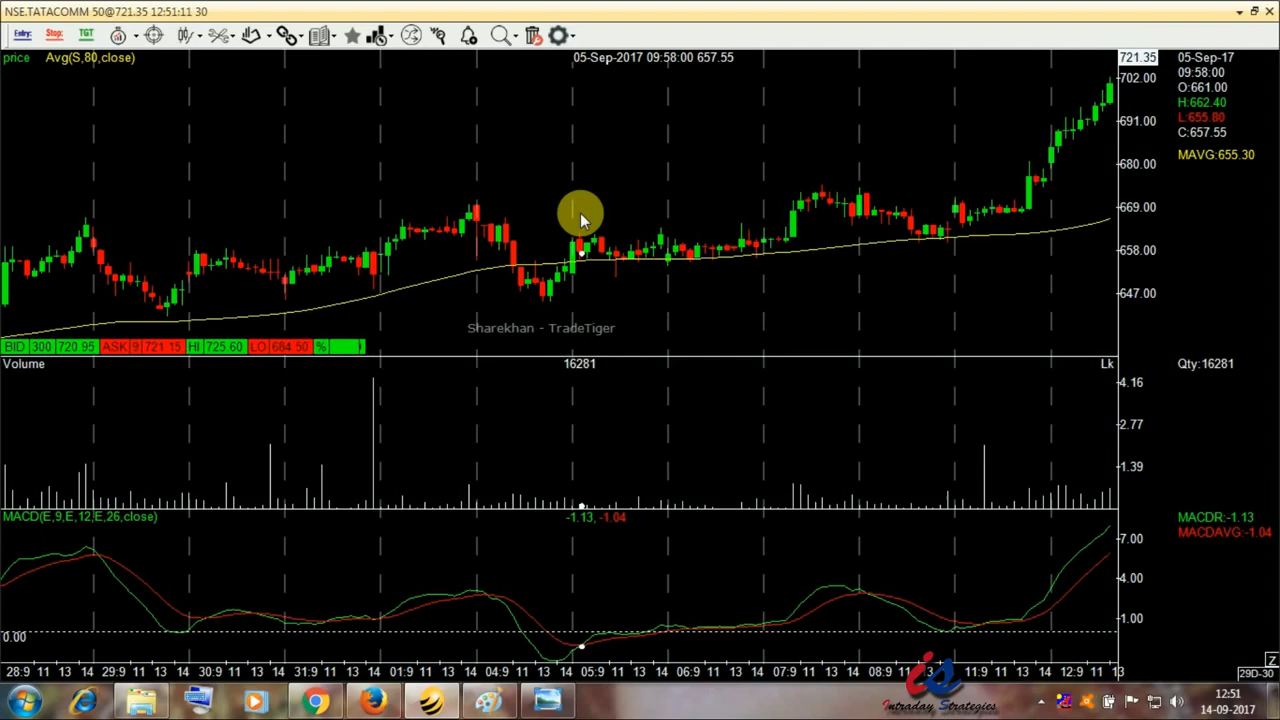 NSE.TATACOMM 50@721.35 12:51:11 30
Entry: Stop: TGT
price Avg(S,80,close) 05-Sep-2017 09:58:00 657.55 721.35 05-Sep-17
09:58:00
702.00
O:661.00
H:662.40
L:655.80
691.00
C:657.55
MAVG:655.30
680.00
669.00
658.00
647.00
Sharekhan - TradeTiger
BID 300 720.95 ASK 9 721.15 HI 725.60 LO 684.50 %
Volume 16281 Lk Qty:16281
4.16
2.77
1.39
MACD(E,9,E,12,E,26,close) -1.13, -1.04 MACDR:-1.13
MACDAVG:-1.04
7.00
4.00
1.00
0.00
Z
28:9 11 13 14 29:9 11 13 14 30:9 11 13 14 01:9 11 13 14 04:9 11 13 14 05:9 11 13 14 06:9 11 13 14 07:9 11 13 14 08:9 11 13 14 11:9 11 13 14 12:9 11 13 29D-30
is
Intraday Strategies
12:51
14-09-2017